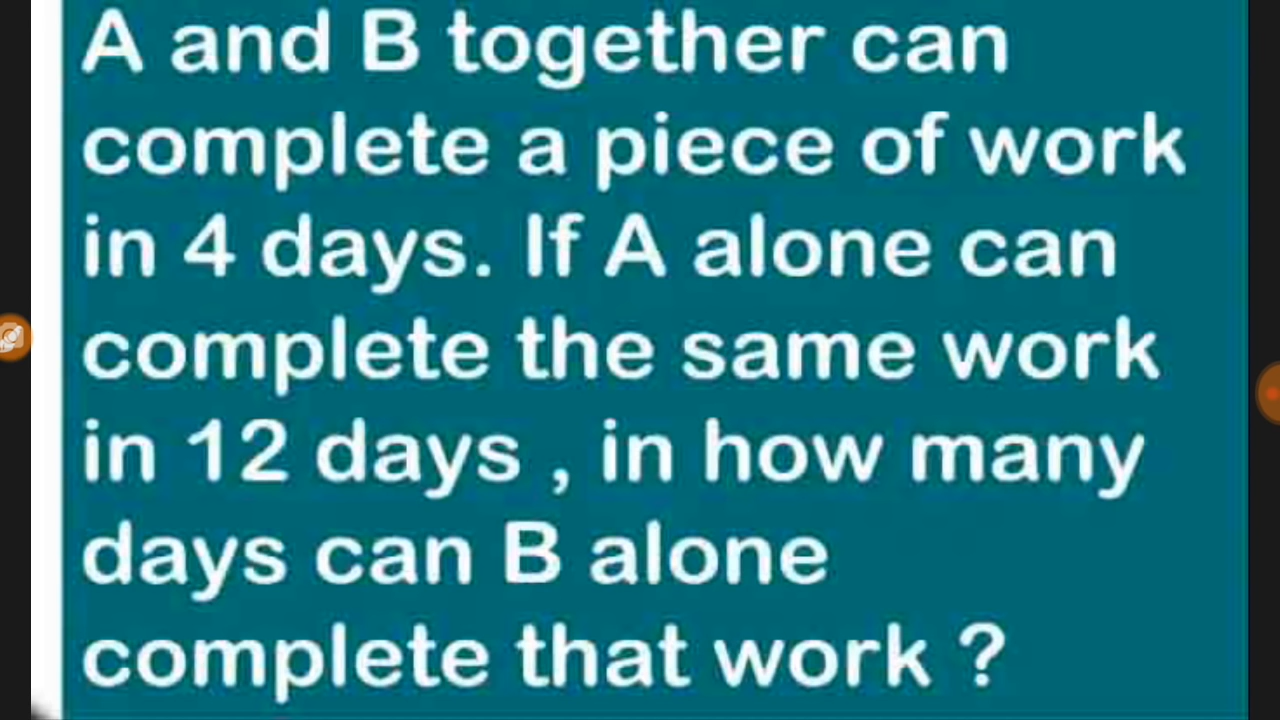 A and B together can
complete a piece of work
in 4 days. If A alone can
complete the same work
in 12 days , in how many
days can B alone
complete that work ?